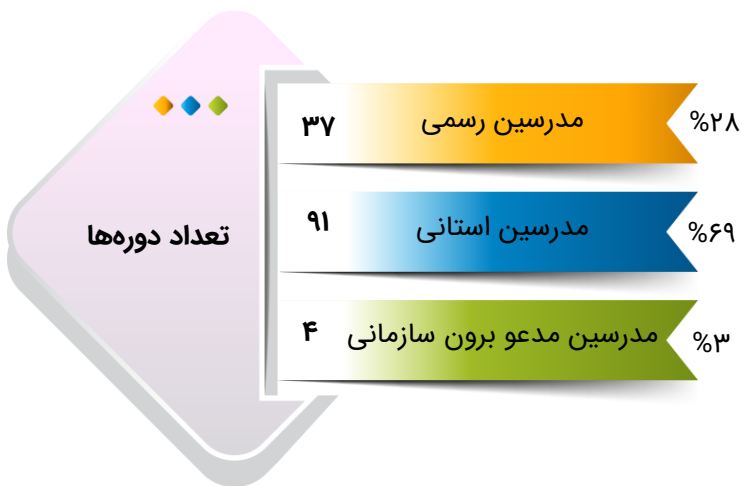 تعداد دوره‌ها
۳۷ مدرسین رسمی %۲۸
۹۱ مدرسین استانی %۶۹
۴ مدرسین مدعو برون سازمانی %۳